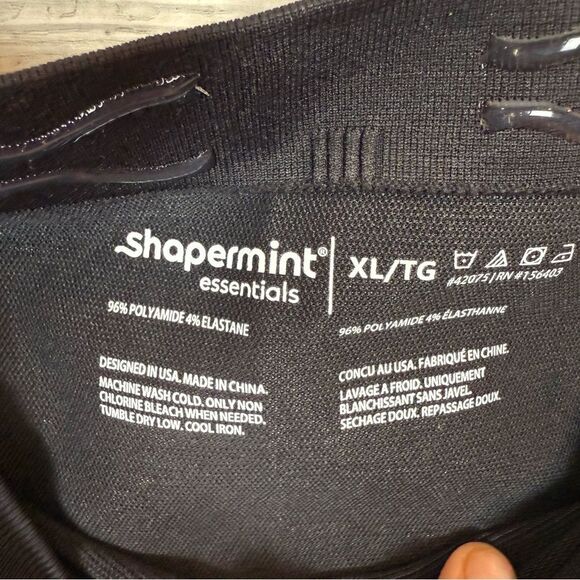 shapermint®
essentials
XL/TG
#42075 | RN #156403
96% POLYAMIDE 4% ELASTANE
96% POLYAMIDE 4% ÉLASTHANNE
DESIGNED IN USA. MADE IN CHINA.
MACHINE WASH COLD. ONLY NON
CHLORINE BLEACH WHEN NEEDED.
TUMBLE DRY LOW. COOL IRON.
CONCU AU USA. FABRIQUÉ EN CHINE.
LAVAGE A FROID. UNIQUEMENT
BLANCHISSANT SANS JAVEL.
SECHAGE DOUX. REPASSAGE DOUX.